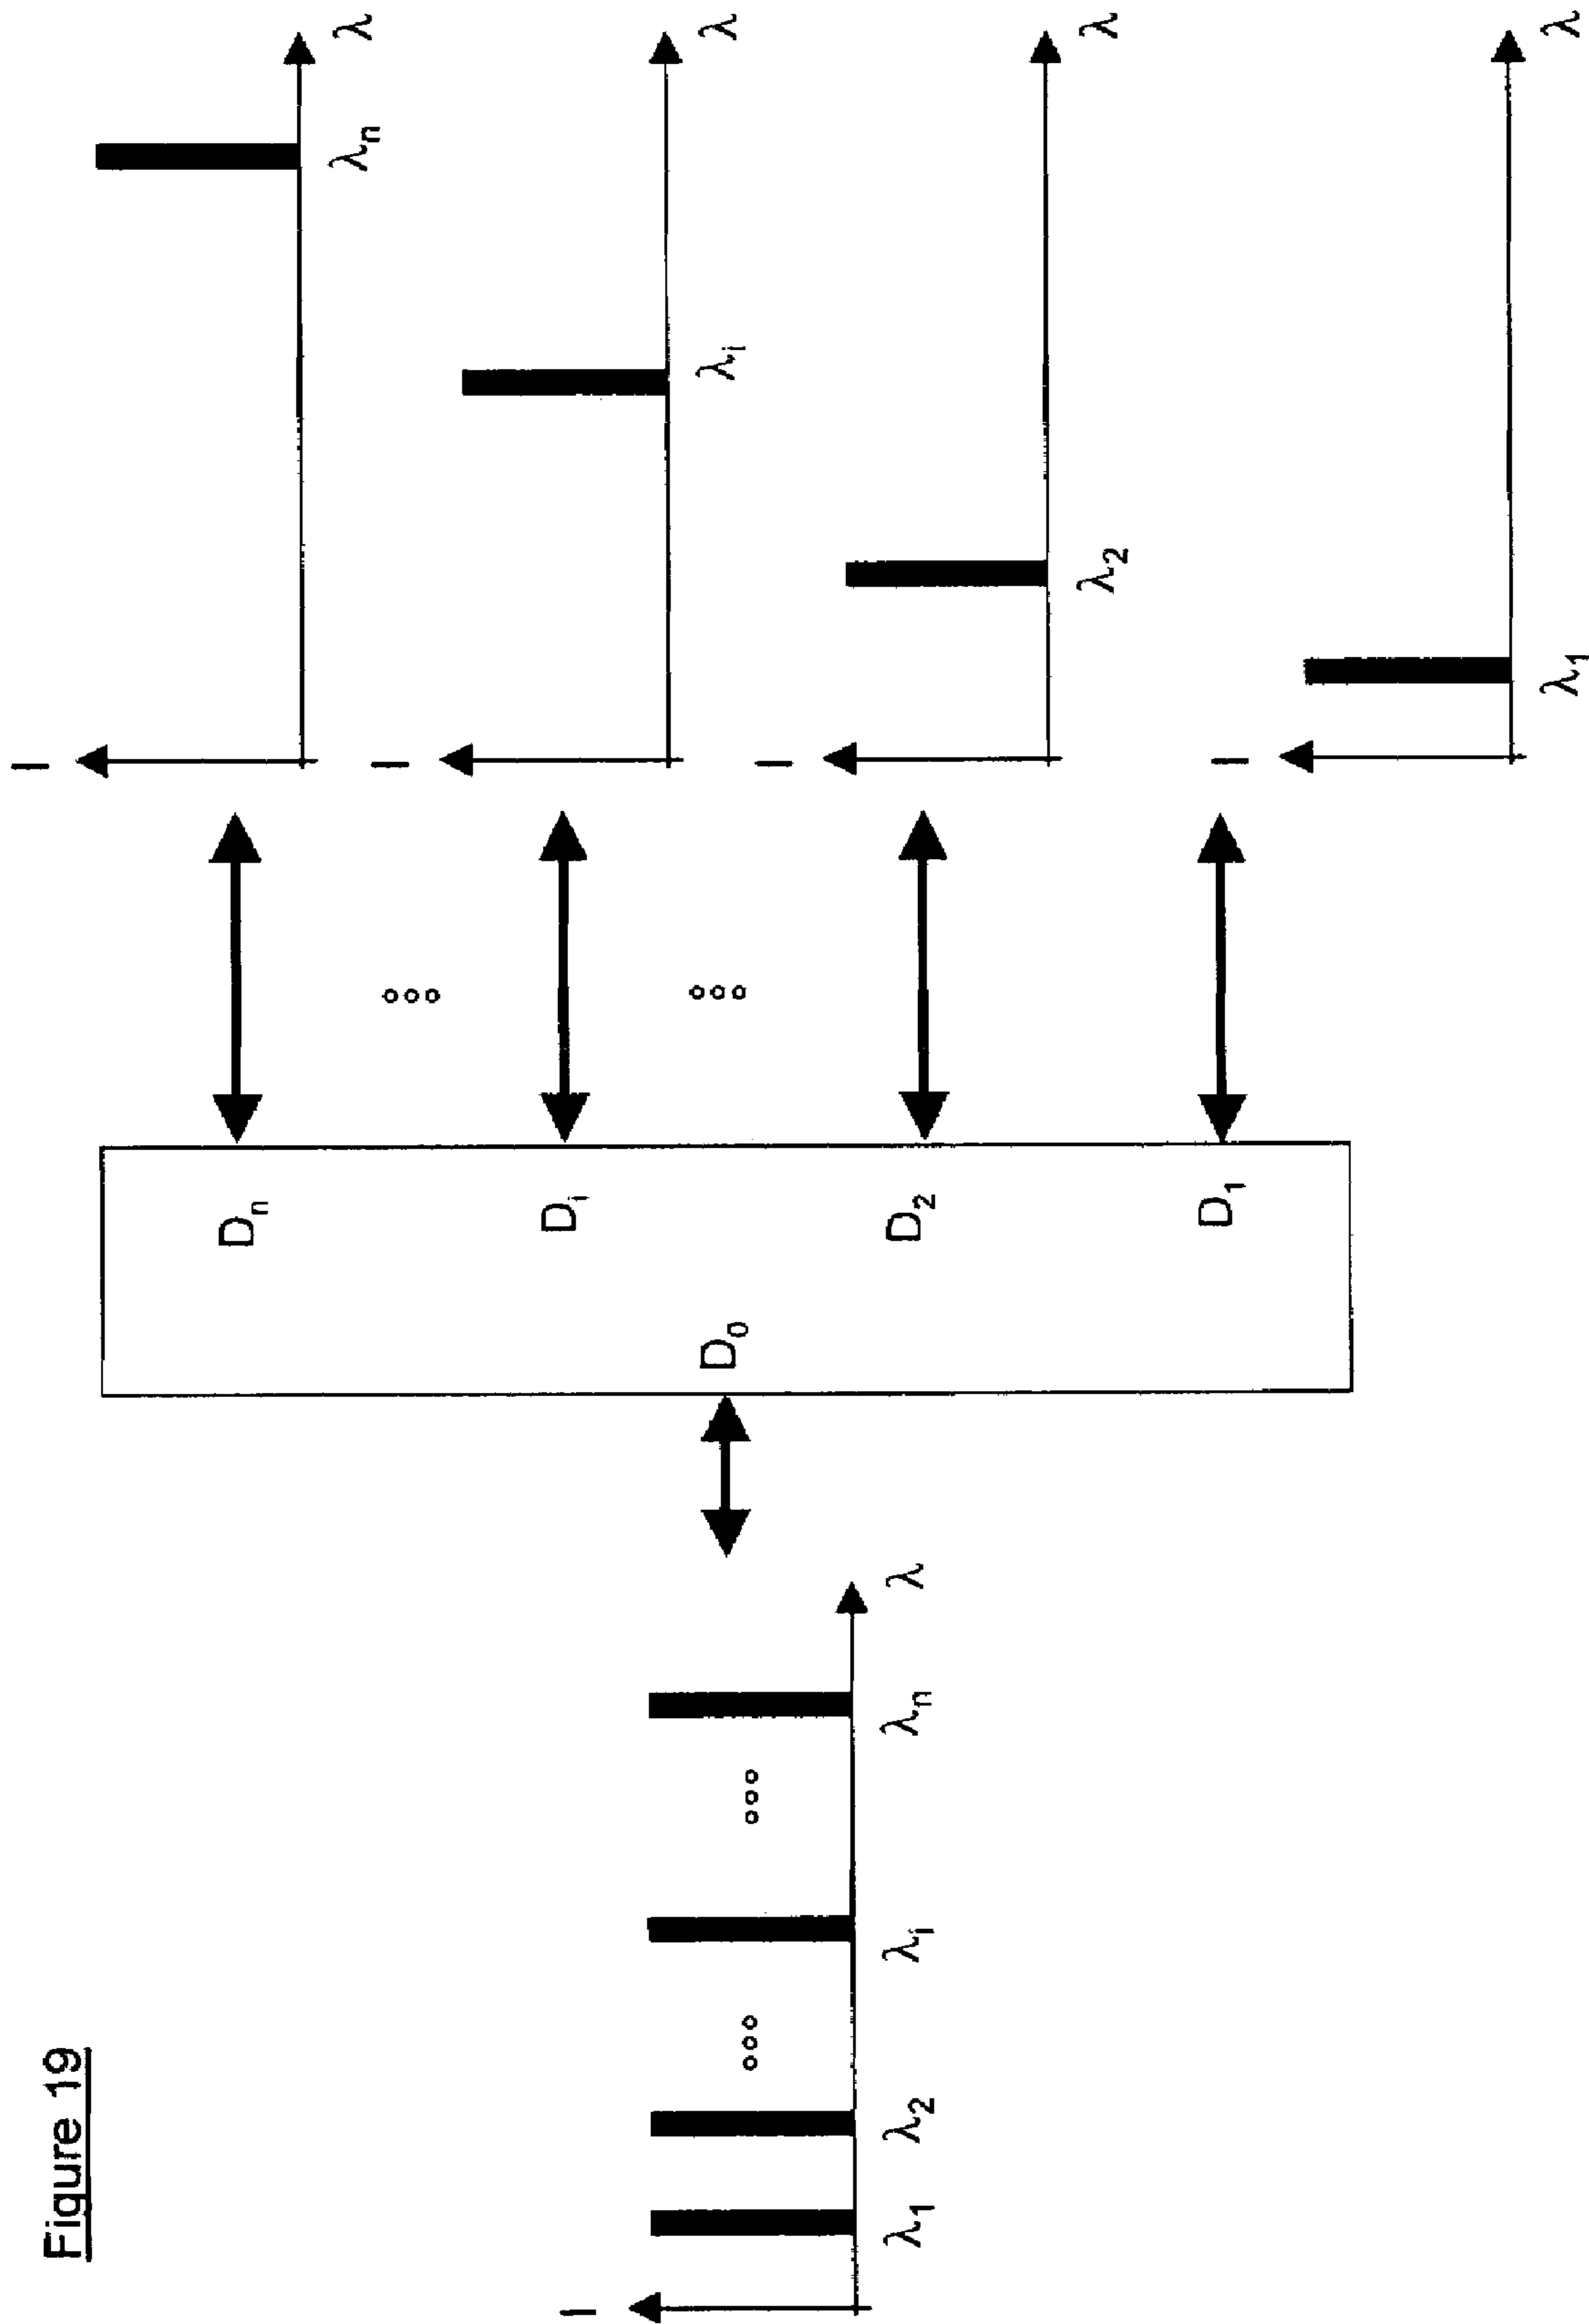 Figure 19
I
λ₁ λ₂ ... λᵢ ... λₙ λ
D₀
Dₙ
Dᵢ
D₂
D₁
I
λₙ λ
I
λᵢ λ
I
λ₂ λ
I
λ₁ λ